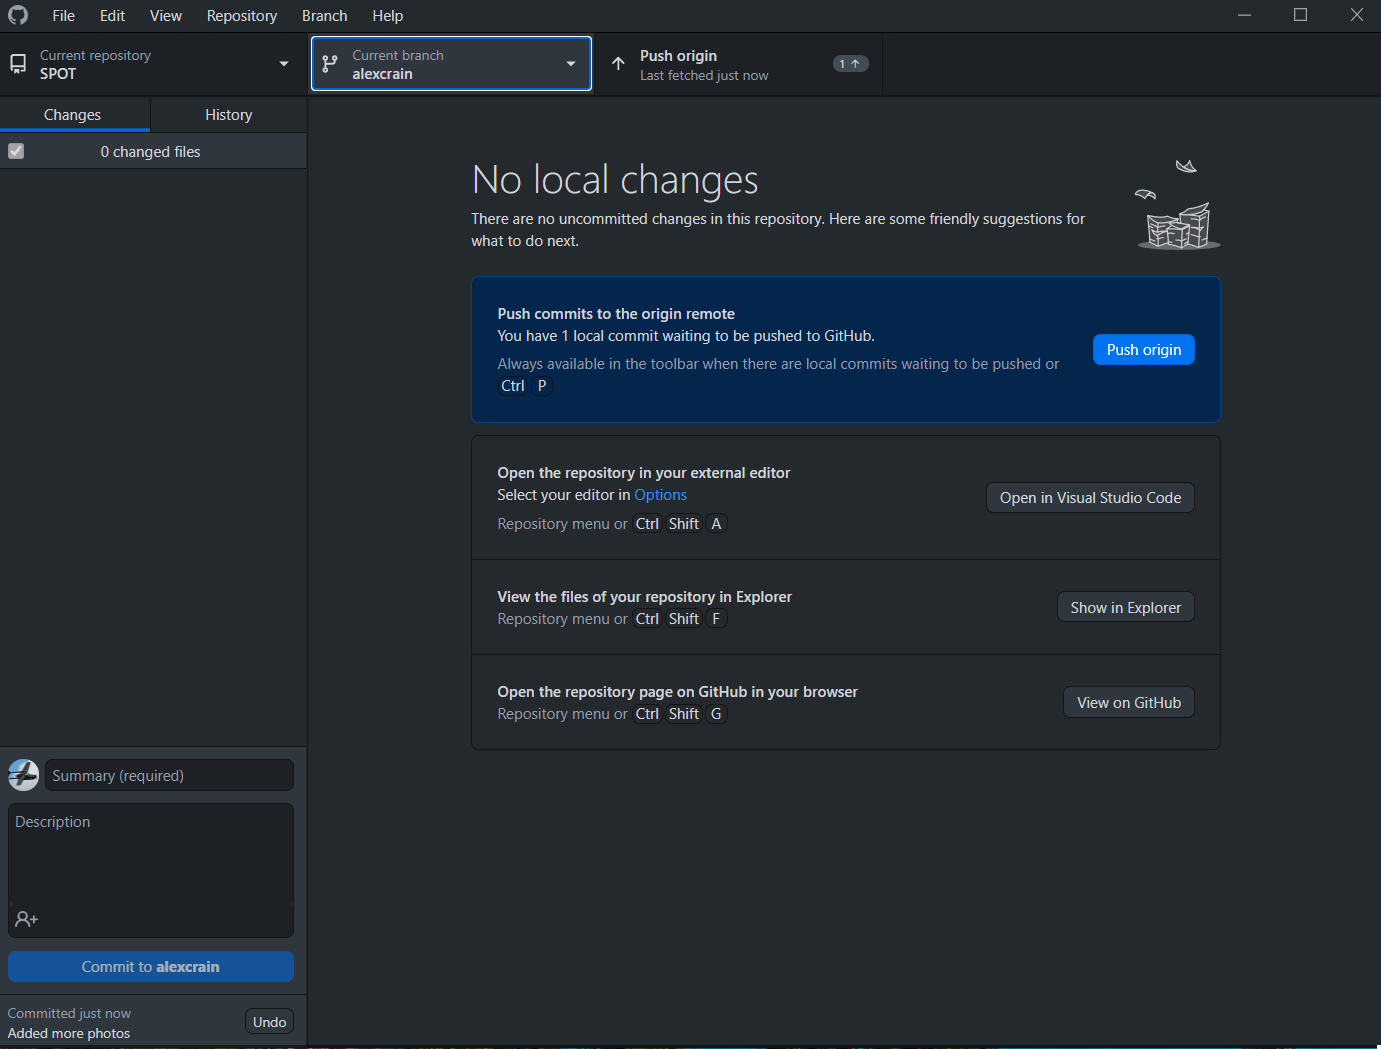 File Edit View Repository Branch Help
Current repository
SPOT
Current branch
alexcrain
Push origin
Last fetched just now
1
Changes
History
0 changed files
No local changes
There are no uncommitted changes in this repository. Here are some friendly suggestions for
what to do next.
Push commits to the origin remote
You have 1 local commit waiting to be pushed to GitHub.
Always available in the toolbar when there are local commits waiting to be pushed or
Ctrl P
Push origin
Open the repository in your external editor
Select your editor in Options
Repository menu or Ctrl Shift A
Open in Visual Studio Code
View the files of your repository in Explorer
Repository menu or Ctrl Shift F
Show in Explorer
Open the repository page on GitHub in your browser
Repository menu or Ctrl Shift G
View on GitHub
Summary (required)
Description
Commit to alexcrain
Committed just now
Added more photos
Undo